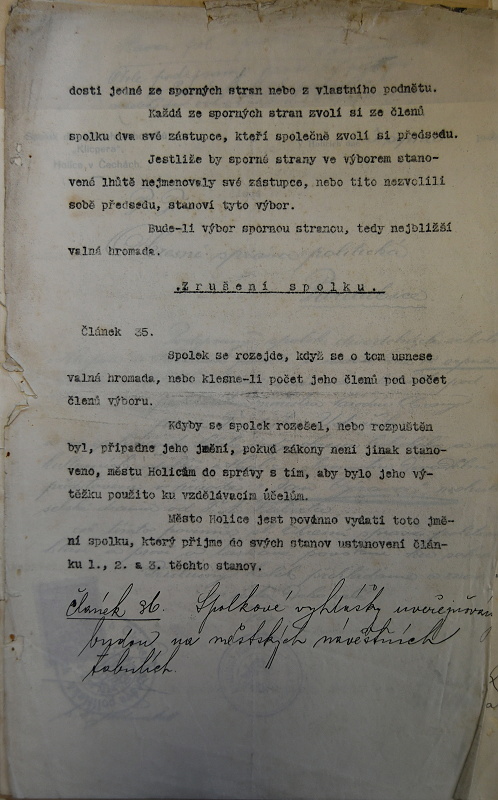 dosti jedné ze sporných stran nebo z vlastního podnětu.
Každá ze sporných stran zvolí si ze členů
spolku dva své zástupce, kteří společně zvolí si předsedu.
Jestliže by sporné strany ve výborem stano-
vené lhůtě nejmenovaly své zástupce, nebo tito nezvolili
sobě předsedu, stanoví tyto výbor.
Bude-li výbor spornou stranou, tedy nejbližší
valná hromada.
Zrušení spolku.
Článek 35.
Spolek se rozejde, když se o tom usnese
valná hromada, nebo klesne-li počet jeho členů pod počet
členů výboru.
Kdyby se spolek rozešel, nebo rozpuštěn
byl, připadne jeho jmění, pokud zákony není jinak stano-
veno, městu Holicům do správy s tím, aby bylo jeho vý-
těžku použito ku vzdělávacím účelům.
Město Holice jest povinno vydati toto jmě-
ní spolku, který přijme do svých stanov ustanovení člán-
ku 1., 2. a 3. těchto stanov.
Článek 36. Spolkové vyhlášky uveřejňovány
budou na městských návěštních
tabulích.